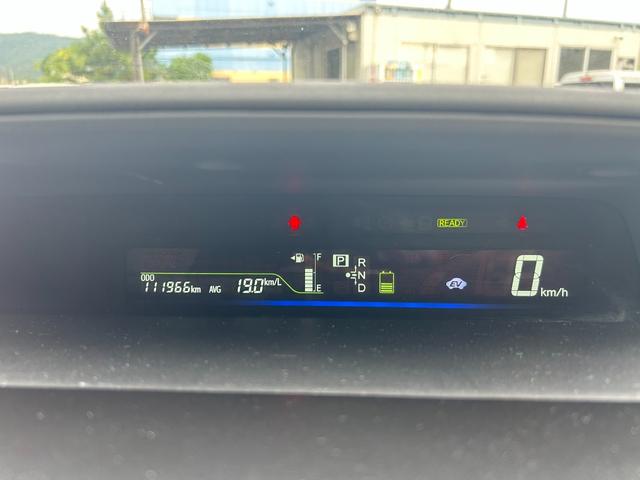 READY
F
P
R
N
D
E
ODO
111966km AVG 19.0km/L
EV
0km/h